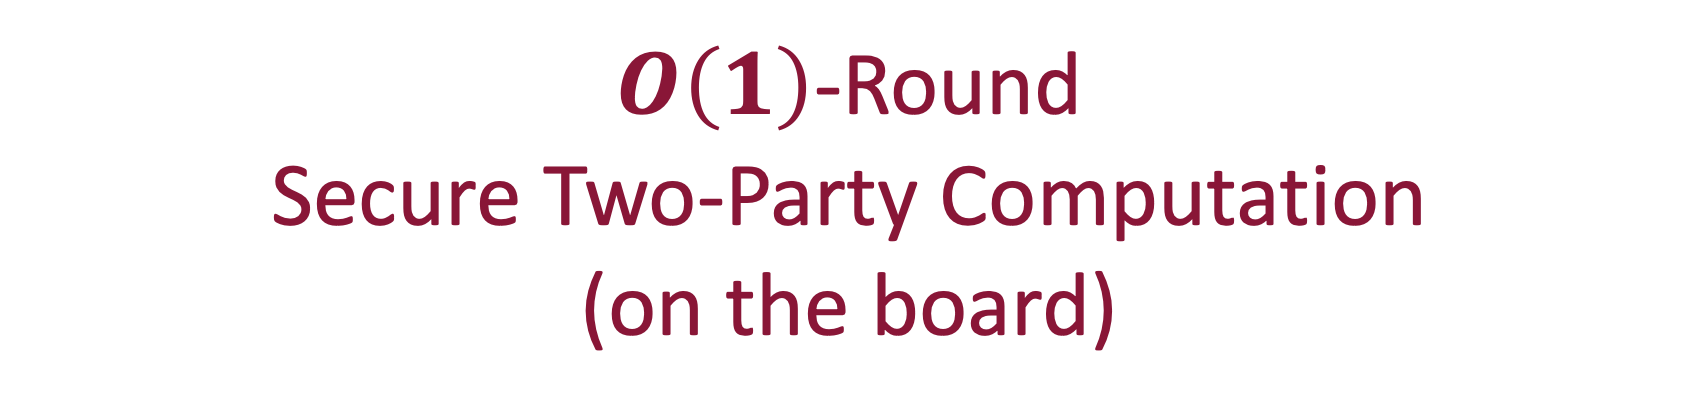 O(1)-Round
Secure Two-Party Computation
(on the board)